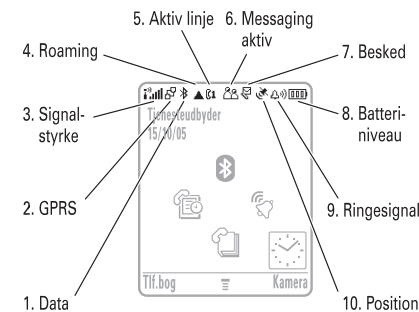 5. Aktiv linje
6. Messaging
aktiv
4. Roaming
7. Besked
3. Signal-
styrke
8. Batteri-
niveau
Tjenesteudbyder
15/10/05
2. GPRS
9. Ringesignal
Tlf.bog
Kamera
1. Data
10. Position